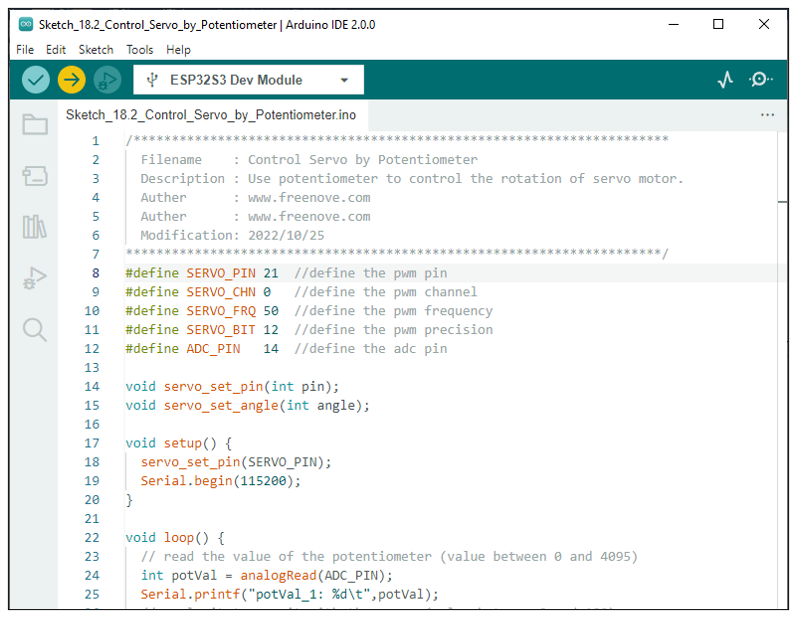 Sketch_18.2_Control_Servo_by_Potentiometer | Arduino IDE 2.0.0
File Edit Sketch Tools Help
ESP32S3 Dev Module
Sketch_18.2_Control_Servo_by_Potentiometer.ino
1 /**********************************************************************
2 Filename    : Control Servo by Potentiometer
3 Description : Use potentiometer to control the rotation of servo motor.
4 Auther      : www.freenove.com
5 Auther      : www.freenove.com
6 Modification: 2022/10/25
7 **********************************************************************/
8 #define SERVO_PIN 21  //define the pwm pin
9 #define SERVO_CHN 0   //define the pwm channel
10 #define SERVO_FRQ 50  //define the pwm frequency
11 #define SERVO_BIT 12  //define the pwm precision
12 #define ADC_PIN   14  //define the adc pin
13
14 void servo_set_pin(int pin);
15 void servo_set_angle(int angle);
16
17 void setup() {
18   servo_set_pin(SERVO_PIN);
19   Serial.begin(115200);
20 }
21
22 void loop() {
23   // read the value of the potentiometer (value between 0 and 4095)
24   int potVal = analogRead(ADC_PIN);
25   Serial.printf("potVal_1: %d\t",potVal);